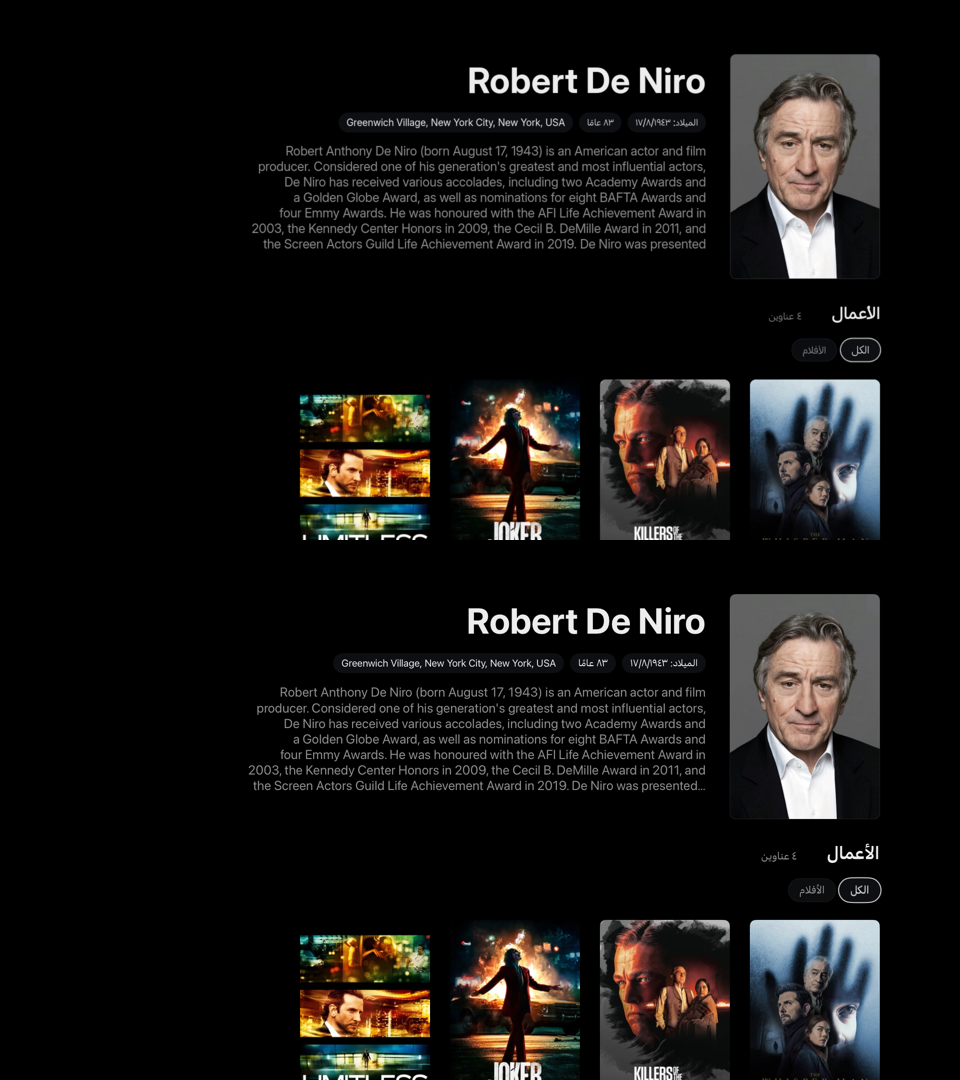 Robert De Niro
الميلاد: ١٧/٨/١٩٤٣
٨٣ عامًا
Greenwich Village, New York City, New York, USA
Robert Anthony De Niro (born August 17, 1943) is an American actor and film
producer. Considered one of his generation's greatest and most influential actors,
De Niro has received various accolades, including two Academy Awards and
a Golden Globe Award, as well as nominations for eight BAFTA Awards and
four Emmy Awards. He was honoured with the AFI Life Achievement Award in
2003, the Kennedy Center Honors in 2009, the Cecil B. DeMille Award in 2011, and
the Screen Actors Guild Life Achievement Award in 2019. De Niro was presented
الأعمال
٤ عناوين
الكل
الأفلام
KILLERS OF THE
JOKER
LIMITLESS
Robert De Niro
الميلاد: ١٧/٨/١٩٤٣
٨٣ عامًا
Greenwich Village, New York City, New York, USA
Robert Anthony De Niro (born August 17, 1943) is an American actor and film
producer. Considered one of his generation's greatest and most influential actors,
De Niro has received various accolades, including two Academy Awards and
a Golden Globe Award, as well as nominations for eight BAFTA Awards and
four Emmy Awards. He was honoured with the AFI Life Achievement Award in
2003, the Kennedy Center Honors in 2009, the Cecil B. DeMille Award in 2011, and
the Screen Actors Guild Life Achievement Award in 2019. De Niro was presented...
الأعمال
٤ عناوين
الكل
الأفلام
KILLERS OF THE
JOKER
LIMITLESS